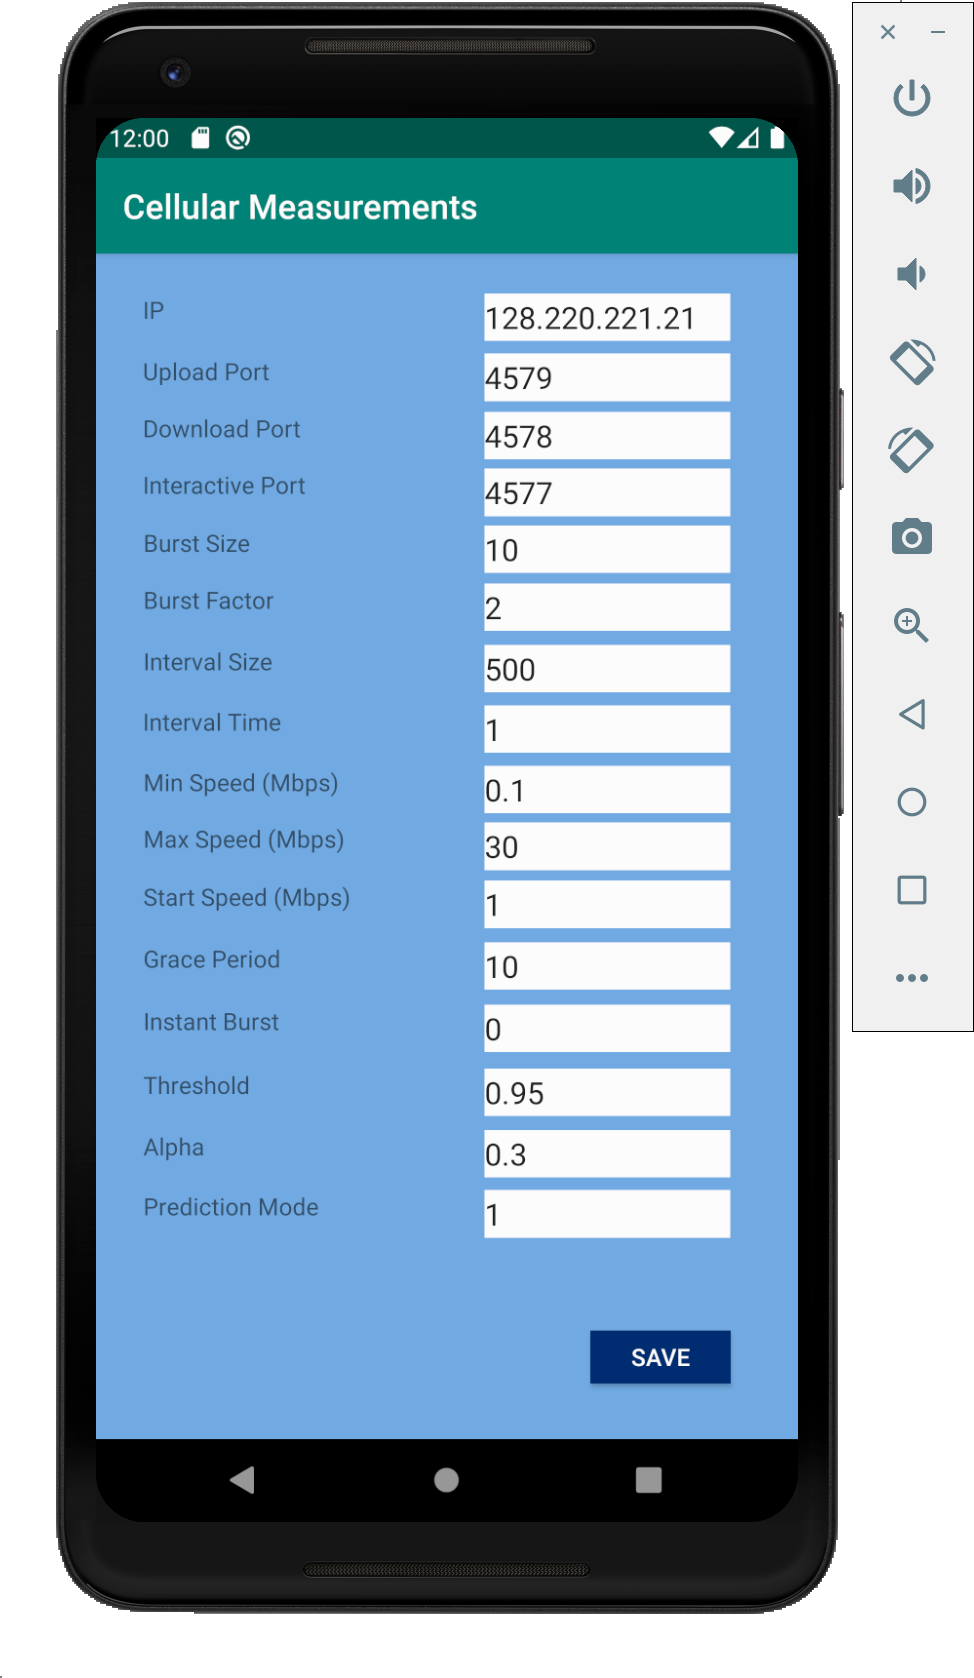 12:00
Cellular Measurements
IP 128.220.221.21
Upload Port 4579
Download Port 4578
Interactive Port 4577
Burst Size 10
Burst Factor 2
Interval Size 500
Interval Time 1
Min Speed (Mbps) 0.1
Max Speed (Mbps) 30
Start Speed (Mbps) 1
Grace Period 10
Instant Burst 0
Threshold 0.95
Alpha 0.3
Prediction Mode 1
SAVE